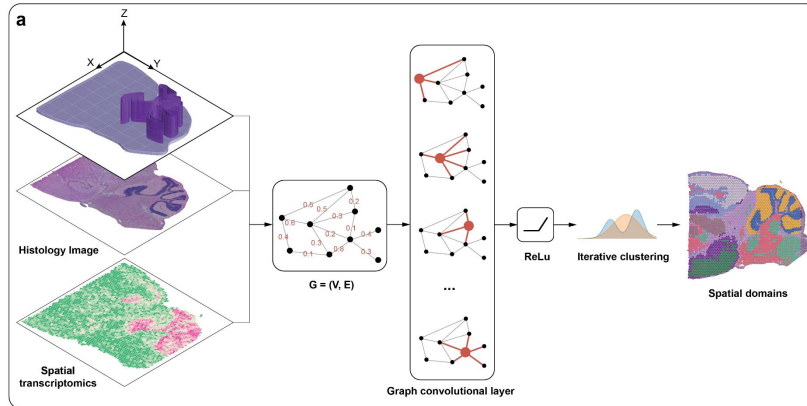 a
Z
X
Y
Histology Image
Spatial
transcriptomics
0.8
0.5
0.2
0.3
0.6
0.2
0.1
0.4
0.4
0.3
0.8
0.3
0.1
G = (V, E)
...
Graph convolutional layer
ReLu
Iterative clustering
Spatial domains